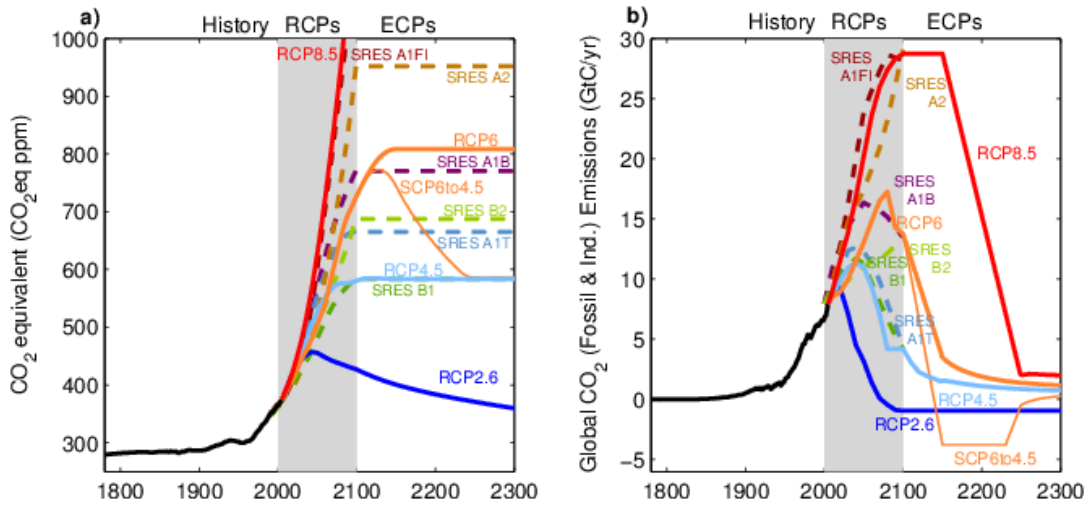 a)
History RCPs ECPs
CO2 equivalent (CO2eq ppm)
1000
900
800
700
600
500
400
300
RCP8.5
SRES A1FI
SRES A2
RCP6
SRES A1B
SCP6to4.5
SRES B2
SRES A1T
RCP4.5
SRES B1
RCP2.6
1800 1900 2000 2100 2200 2300
b)
History RCPs ECPs
Global CO2 (Fossil & Ind.) Emissions (GtC/yr)
30
25
20
15
10
5
0
−5
SRES
A1FI
SRES
A2
RCP8.5
SRES
A1B
RCP6
SRES
B2
SRES
B1
SRES
A1T
RCP4.5
RCP2.6
SCP6to4.5
1800 1900 2000 2100 2200 2300